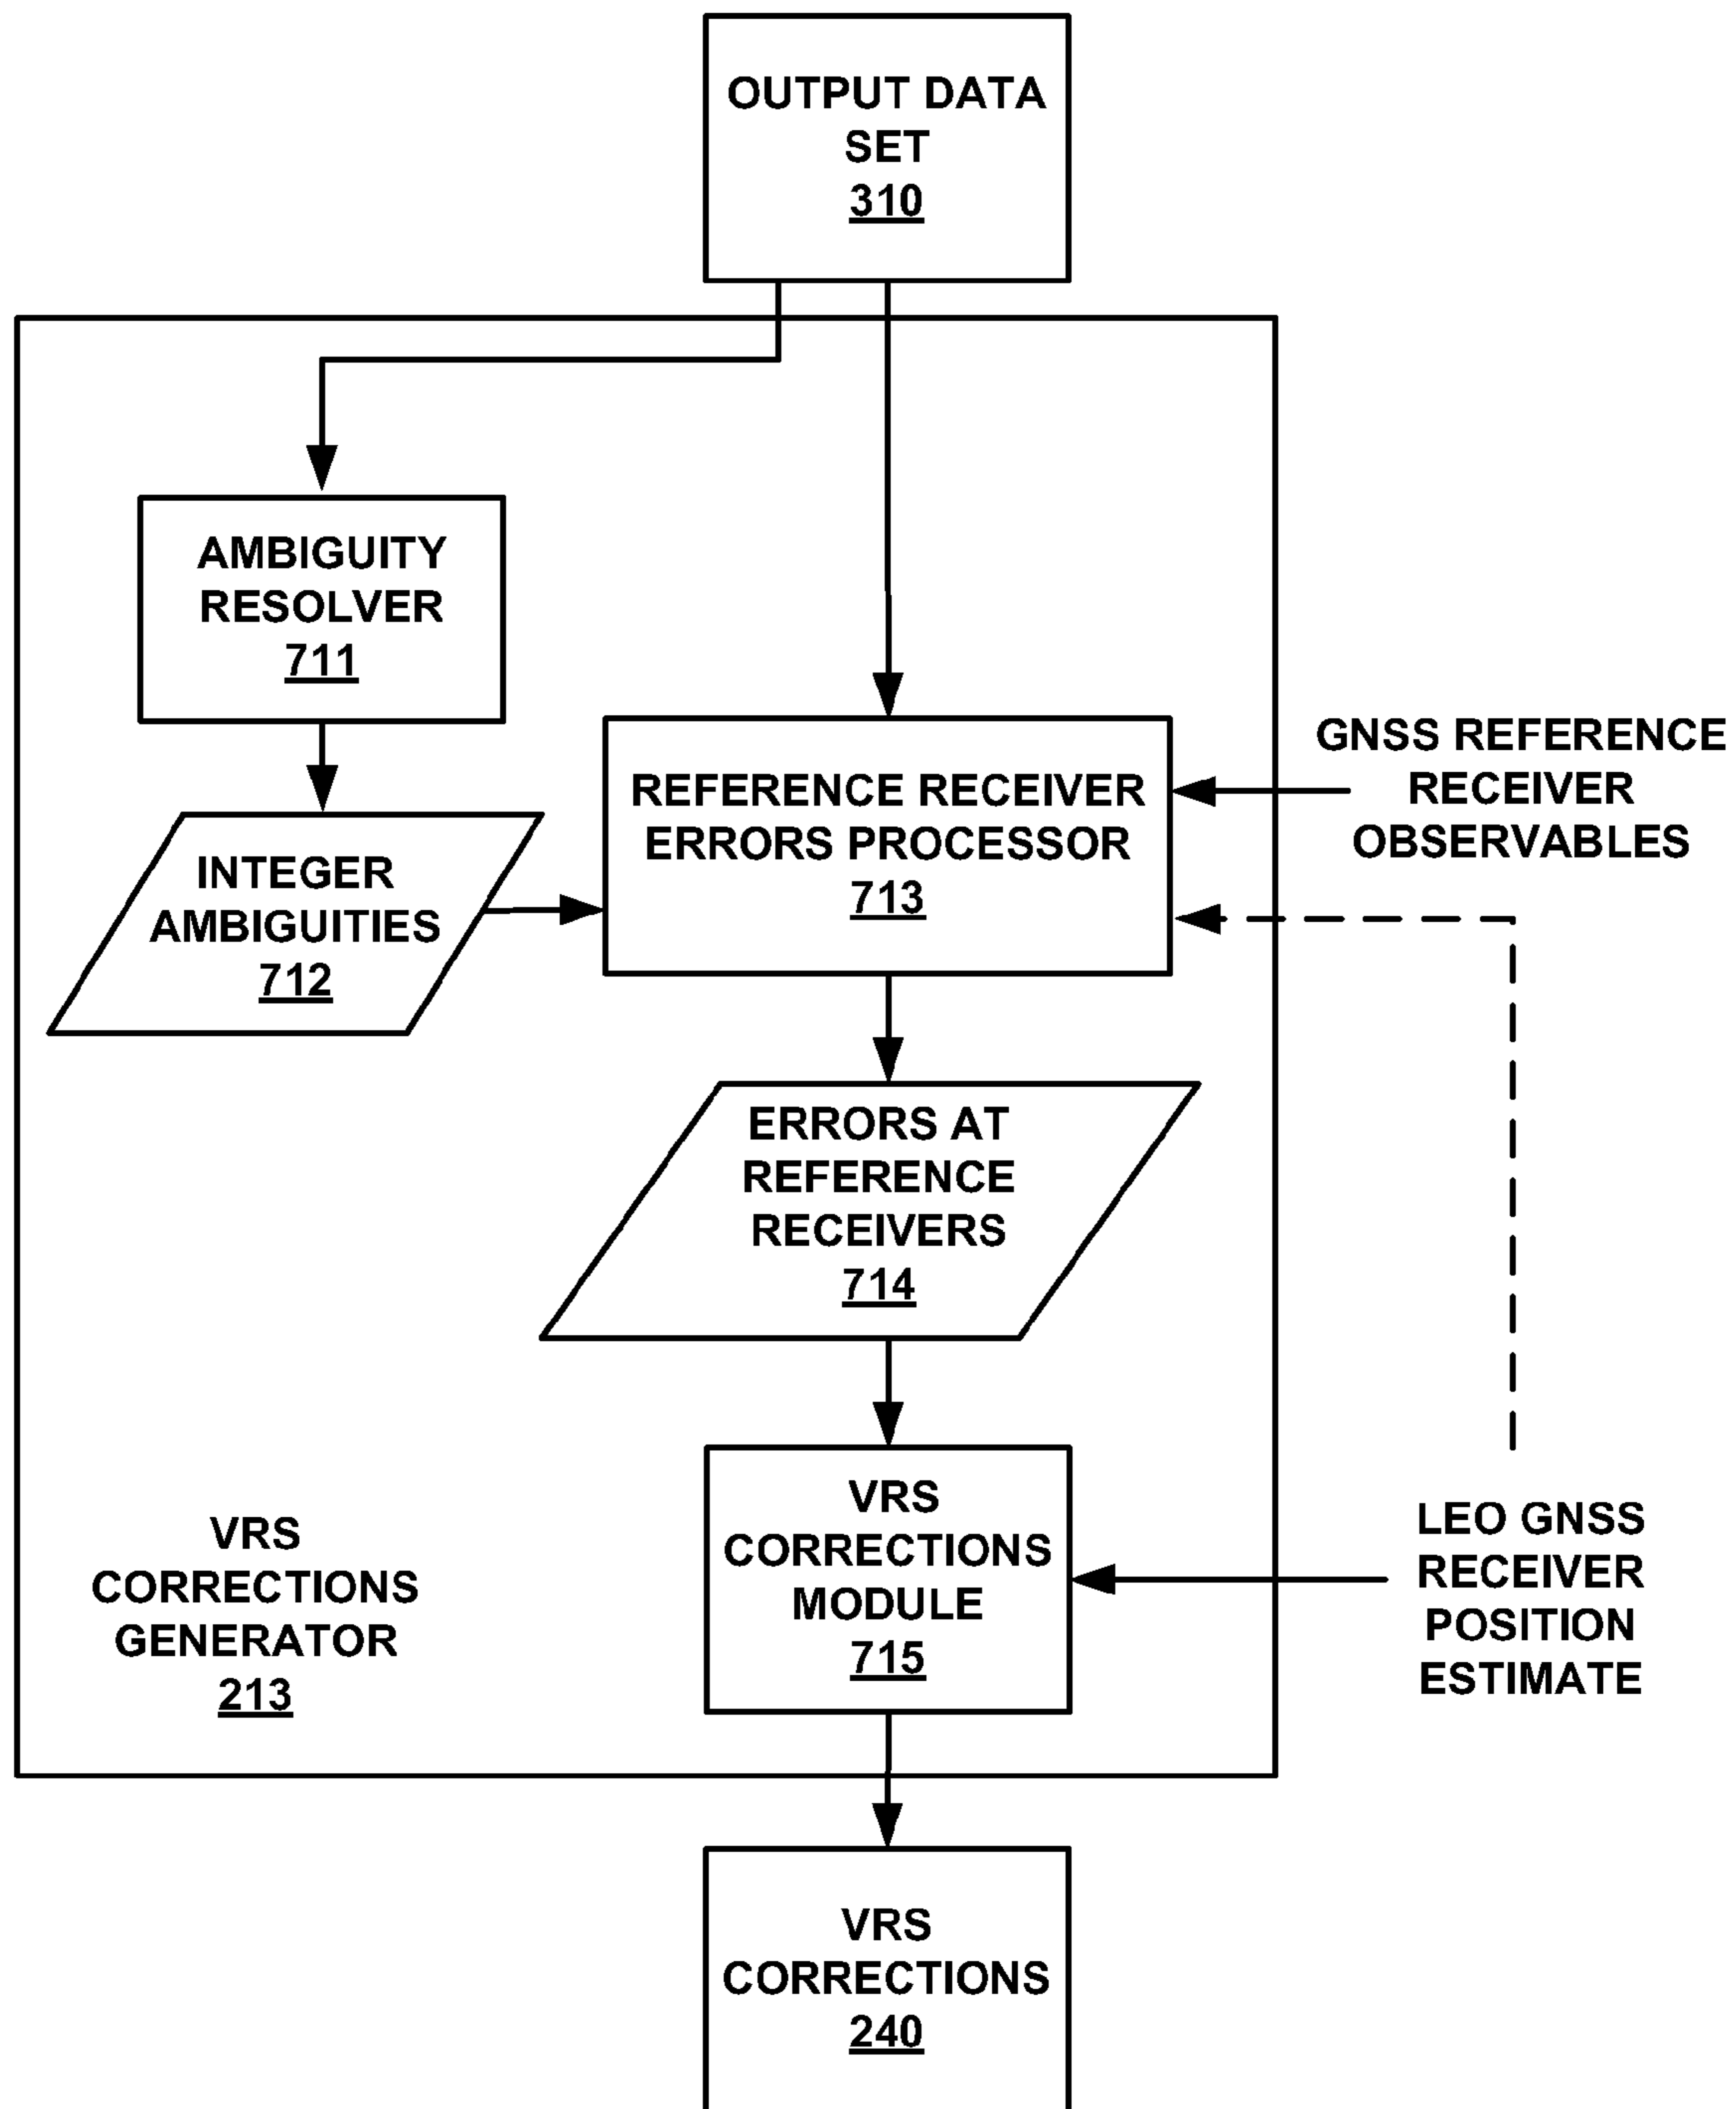 OUTPUT DATA
SET
310
AMBIGUITY
RESOLVER
711
INTEGER
AMBIGUITIES
712
REFERENCE RECEIVER
ERRORS PROCESSOR
713
GNSS REFERENCE
RECEIVER
OBSERVABLES
ERRORS AT
REFERENCE
RECEIVERS
714
VRS
CORRECTIONS
MODULE
715
LEO GNSS
RECEIVER
POSITION
ESTIMATE
VRS
CORRECTIONS
GENERATOR
213
VRS
CORRECTIONS
240